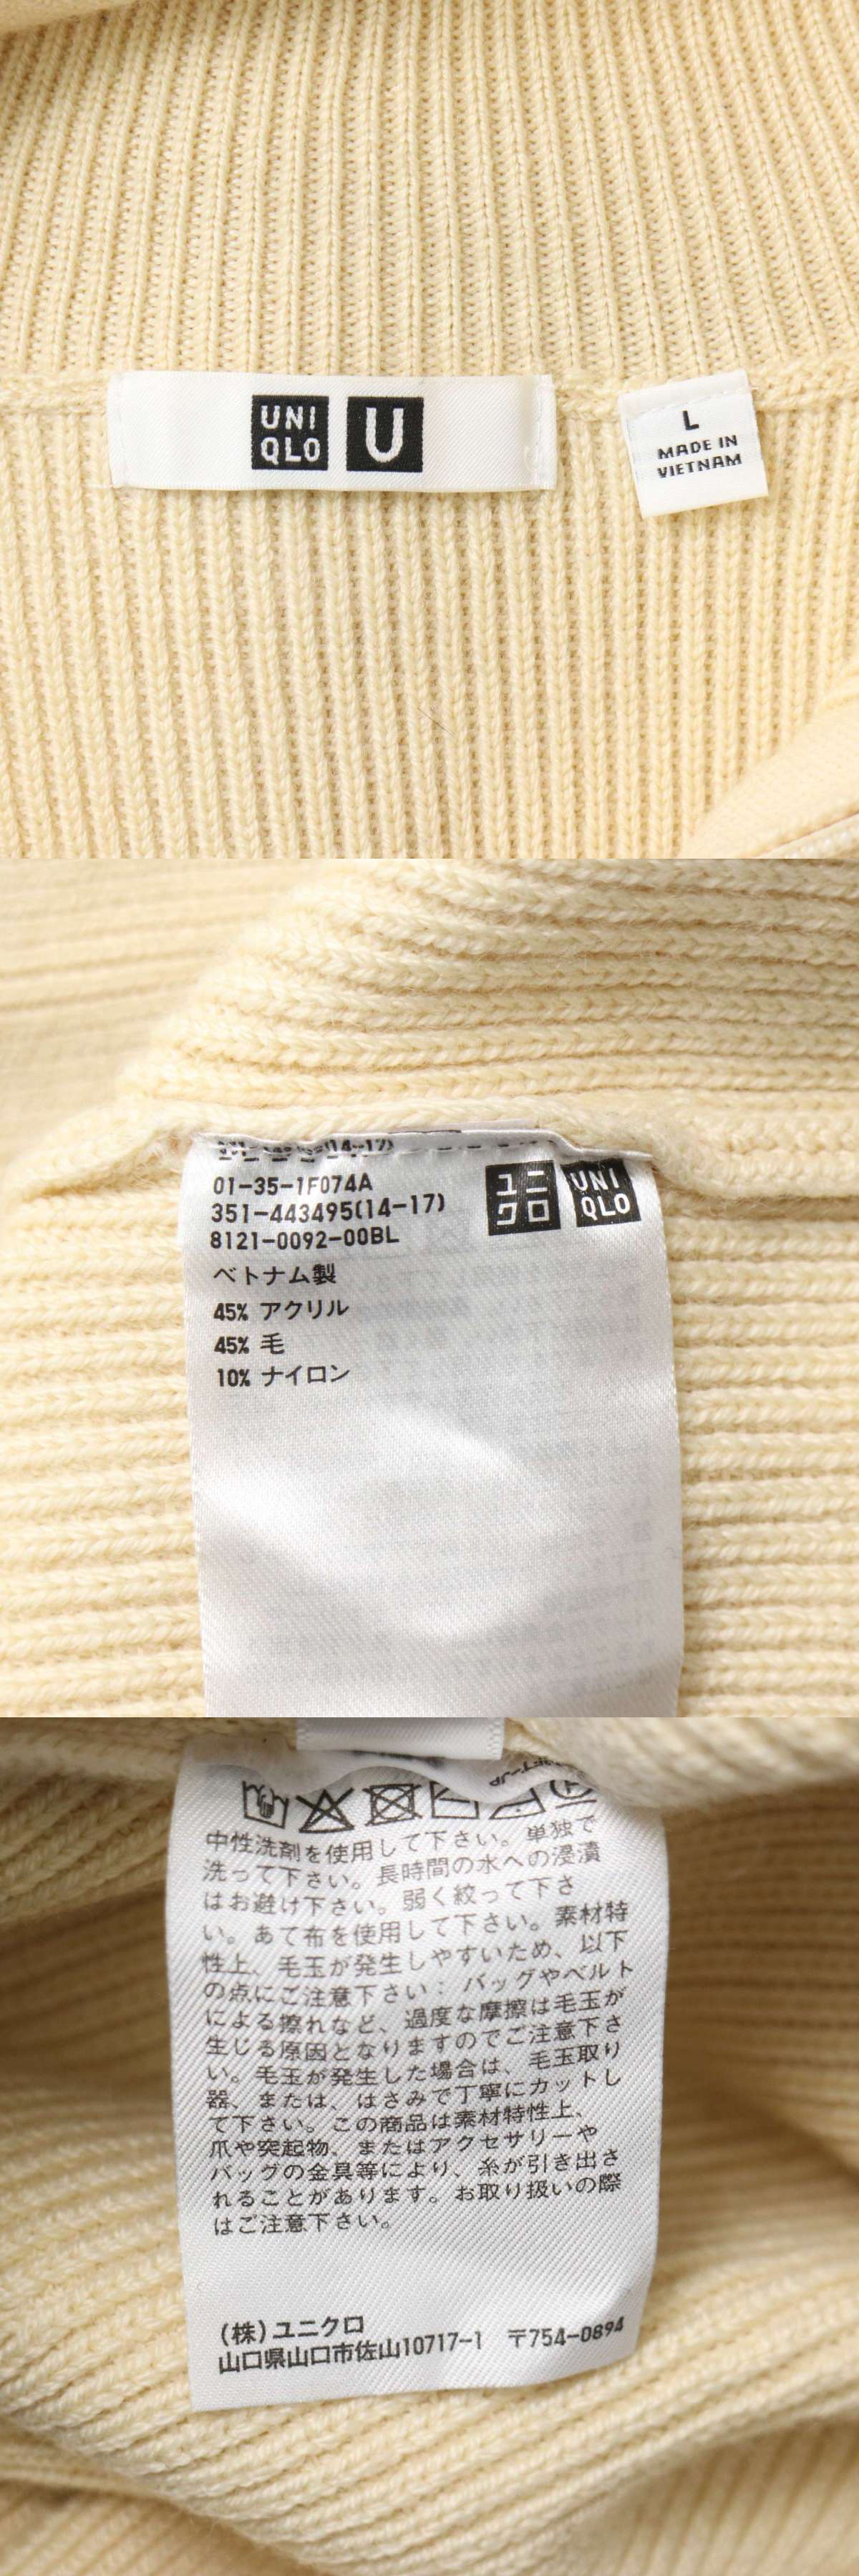 UNI
QLO
U
L
MADE IN
VIETNAM
01-35-1F074A
351-443495(14-17)
8121-0092-00BL
ユニ
クロ
UNI
QLO
ベトナム製
45% アクリル
45% 毛
10% ナイロン
中性洗剤を使用して下さい。単独で
洗って下さい。長時間の水への浸漬
はお避け下さい。弱く絞って下さ
い。あて布を使用して下さい。素材特
性上、毛玉が発生しやすいため、以下
の点にご注意下さい：バッグやベルト
による擦れなど、過度な摩擦は毛玉が
生じる原因となりますのでご注意下さ
い。毛玉が発生した場合は、毛玉取り
器、または、はさみで丁寧にカットし
て下さい。この商品は素材特性上、
爪や突起物、またはアクセサリーや
バッグの金具等により、糸が引き出さ
れることがあります。お取り扱いの際
はご注意下さい。
(株)ユニクロ
山口県山口市佐山10717-1 〒754-0894